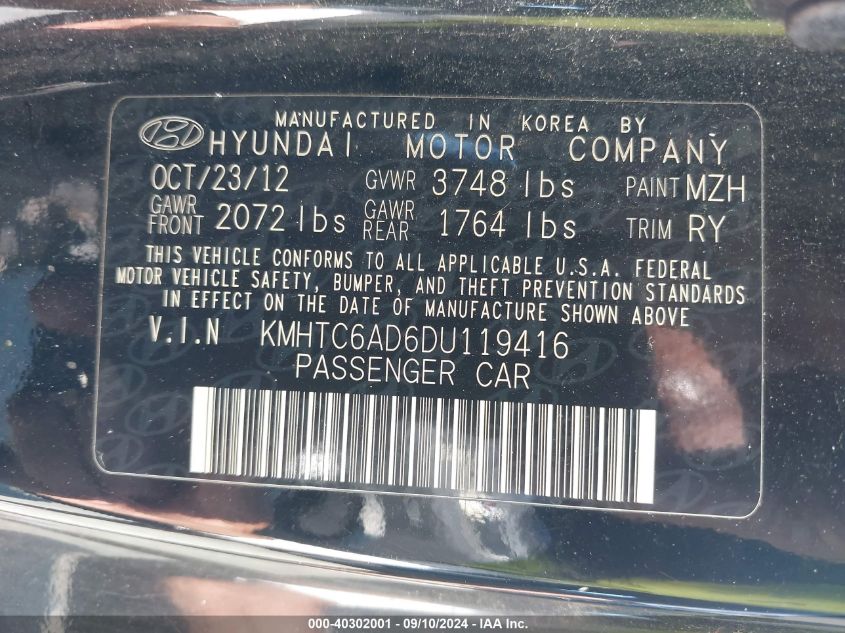 MANUFACTURED IN KOREA BY
HYUNDAI MOTOR COMPANY
OCT/23/12 GVWR 3748 lbs PAINT MZH
GAWR FRONT 2072 lbs GAWR REAR 1764 lbs TRIM RY
THIS VEHICLE CONFORMS TO ALL APPLICABLE U.S.A. FEDERAL
MOTOR VEHICLE SAFETY, BUMPER, AND THEFT PREVENTION STANDARDS
IN EFFECT ON THE DATE OF MANUFACTURE SHOWN ABOVE
V.I.N KMHTC6AD6DU119416
PASSENGER CAR
000-40302001 - 09/10/2024 - IAA Inc.